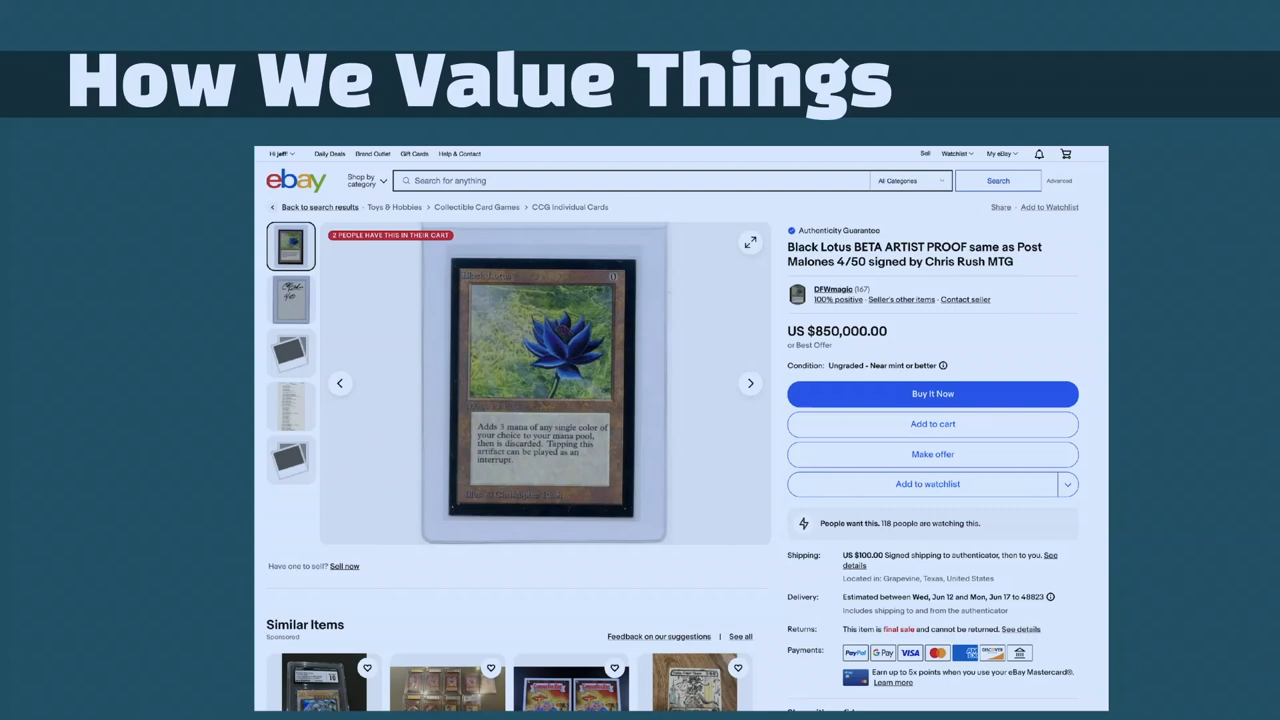 How We Value Things
Hi jeff!
Daily Deals
Brand Outlet
Gift Cards
Help & Contact
Sell
Watchlist
My eBay
ebay
Shop by
category
Search for anything
All Categories
Search
Advanced
Back to search results
Toys & Hobbies
Collectible Card Games
CCG Individual Cards
Share
Add to Watchlist
2 PEOPLE HAVE THIS IN THEIR CART
Black Lotus
0
Adds 3 mana of any single color of
your choice to your mana pool,
then is discarded. Tapping this
artifact can be played as an
interrupt.
Illus. © Christopher Rush
Authenticity Guarantee
Black Lotus BETA ARTIST PROOF same as Post
Malones 4/50 signed by Chris Rush MTG
DFWmagic (167)
100% positive · Seller's other items · Contact seller
US $850,000.00
or Best Offer
Condition: Ungraded - Near mint or better
Buy It Now
Add to cart
Make offer
Add to watchlist
People want this. 118 people are watching this.
Shipping: US $100.00 Signed shipping to authenticator, then to you. See
details
Located in: Grapevine, Texas, United States
Delivery: Estimated between Wed, Jun 12 and Mon, Jun 17 to 48823
Includes shipping to and from the authenticator
Returns: This item is final sale and cannot be returned. See details
Payments: PayPal G Pay VISA DISCOVER
Earn up to 5x points when you use your eBay Mastercard®.
Learn more
Have one to sell? Sell now
Similar Items
Sponsored
Feedback on our suggestions | See all